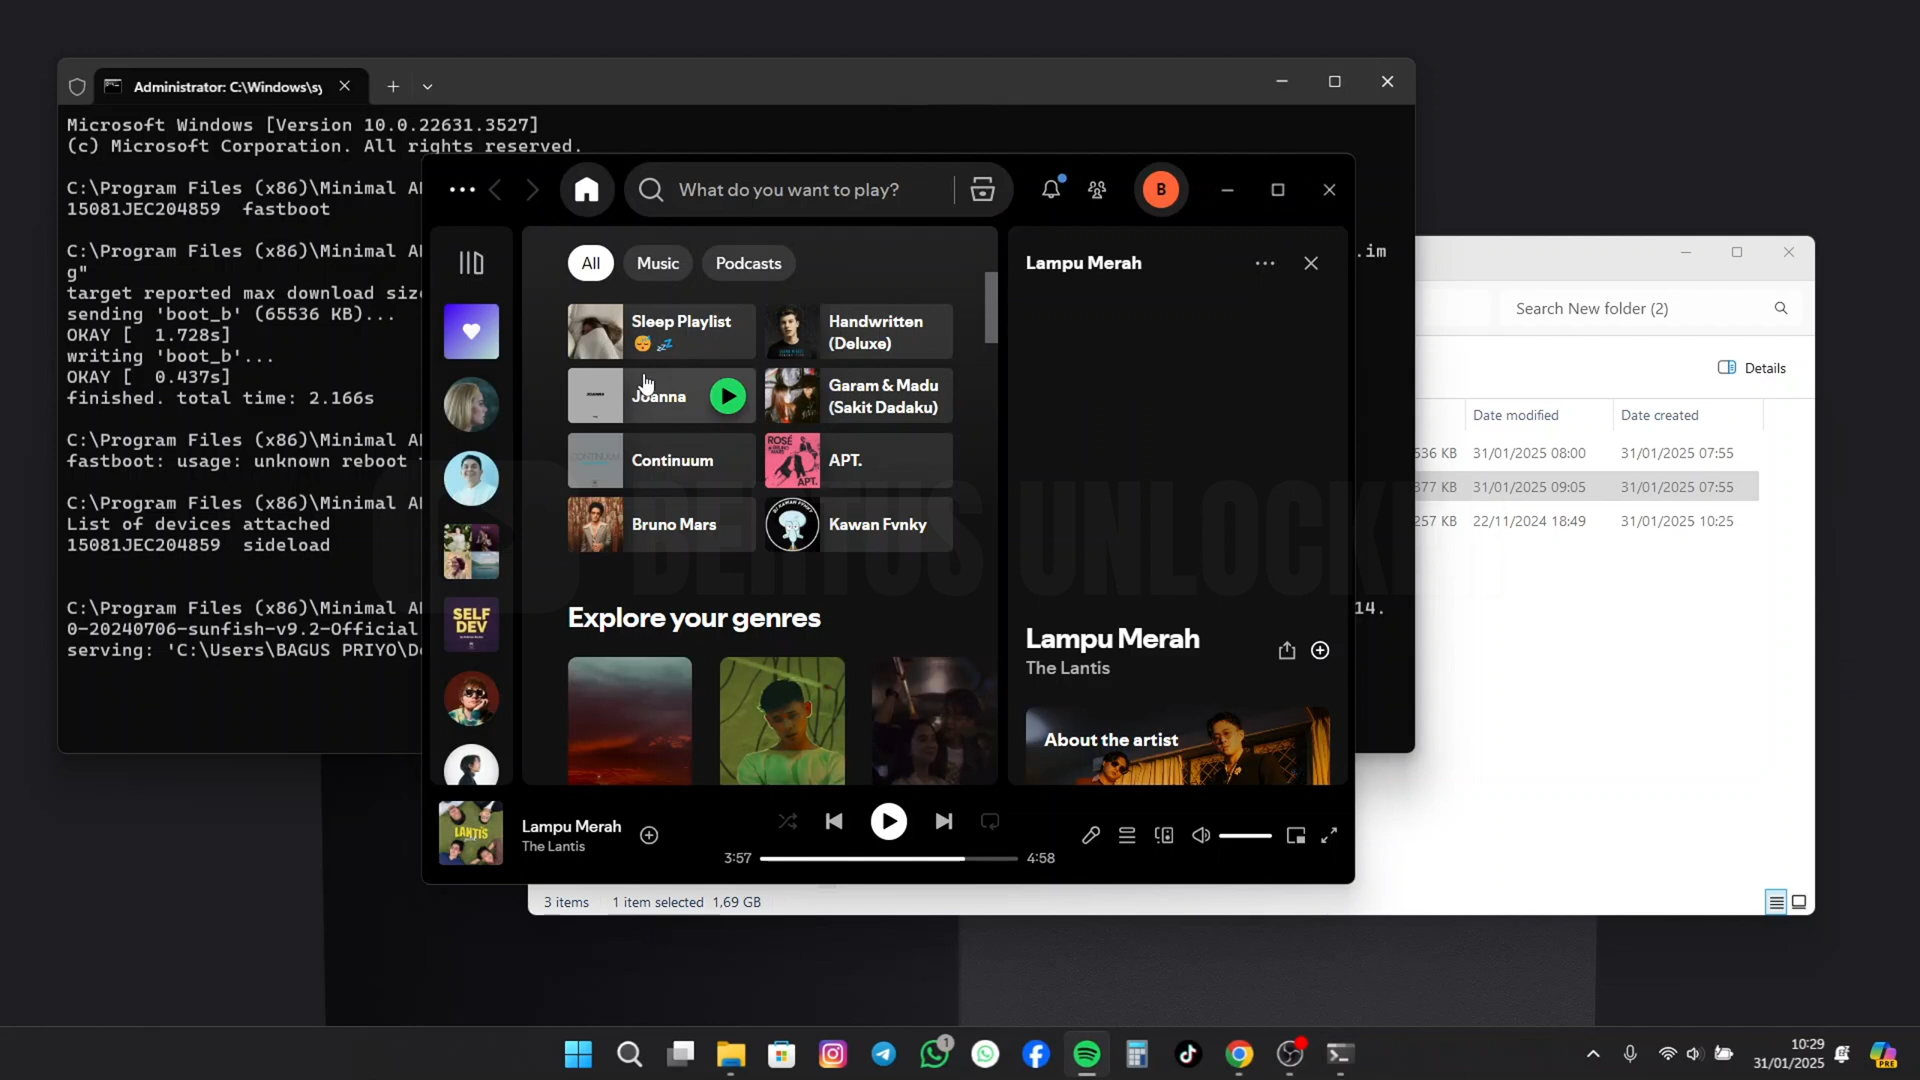 Administrator: C:\Windows\sy
Microsoft Windows [Version 10.0.22631.3527]
(c) Microsoft Corporation. All rights reserved.
C:\Program Files (x86)\Minimal A
15081JEC204859  fastboot
C:\Program Files (x86)\Minimal A
.im
g"
target reported max download siz
sending 'boot_b' (65536 KB)...
OKAY [  1.728s]
writing 'boot_b'...
OKAY [  0.437s]
finished. total time: 2.166s
C:\Program Files (x86)\Minimal A
fastboot: usage: unknown reboot
C:\Program Files (x86)\Minimal A
List of devices attached
15081JEC204859  sideload
C:\Program Files (x86)\Minimal A
14.
0-20240706-sunfish-v9.2-Official
serving: 'C:\Users\BAGUS PRIYO\D
What do you want to play?
B
All
Music
Podcasts
Sleep Playlist
😴 💤
Handwritten
(Deluxe)
Joanna
Garam & Madu
(Sakit Dadaku)
Continuum
APT.
Bruno Mars
Kawan Fvnky
SELF
DEV
Explore your genres
Lampu Merah
Lampu Merah
The Lantis
About the artist
LANTIS
Lampu Merah
The Lantis
3:57
4:58
Search New folder (2)
Details
Date modified
Date created
536 KB
31/01/2025 08:00
31/01/2025 07:55
377 KB
31/01/2025 09:05
31/01/2025 07:55
257 KB
22/11/2024 18:49
31/01/2025 10:25
3 items
1 item selected
1,69 GB
BERTUS UNLOCKER
1
10:29
31/01/2025
PRE